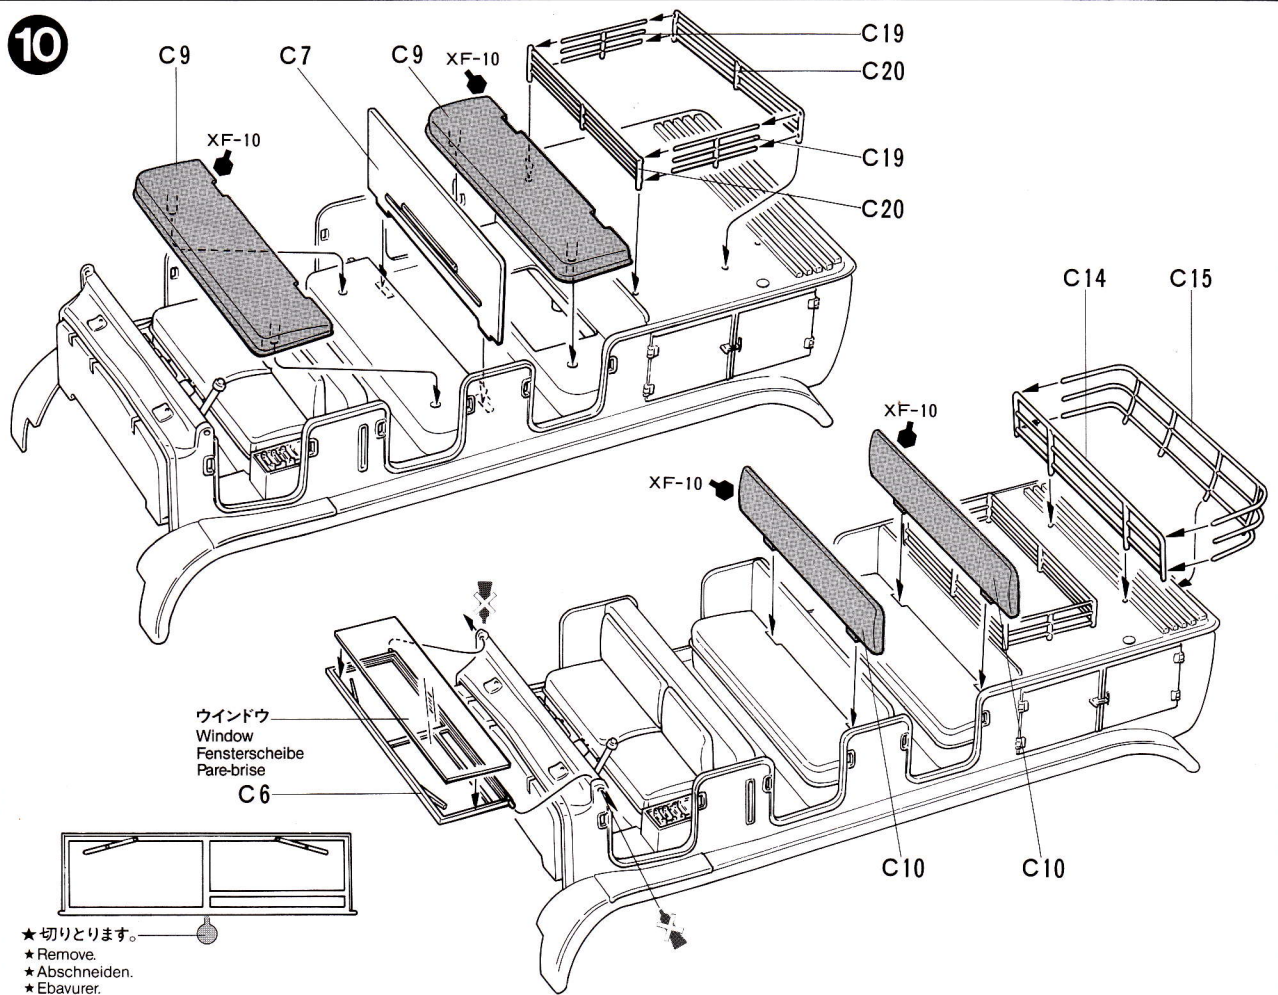 10
C9
C7
C9
XF-10
C19
C20
XF-10
C19
C20
C14
C15
XF-10
XF-10
ウインドウ
Window
Fensterscheibe
Pare-brise
C6
C10
C10
★切りとります。
★Remove.
★Abschneiden.
★Ebavurer.